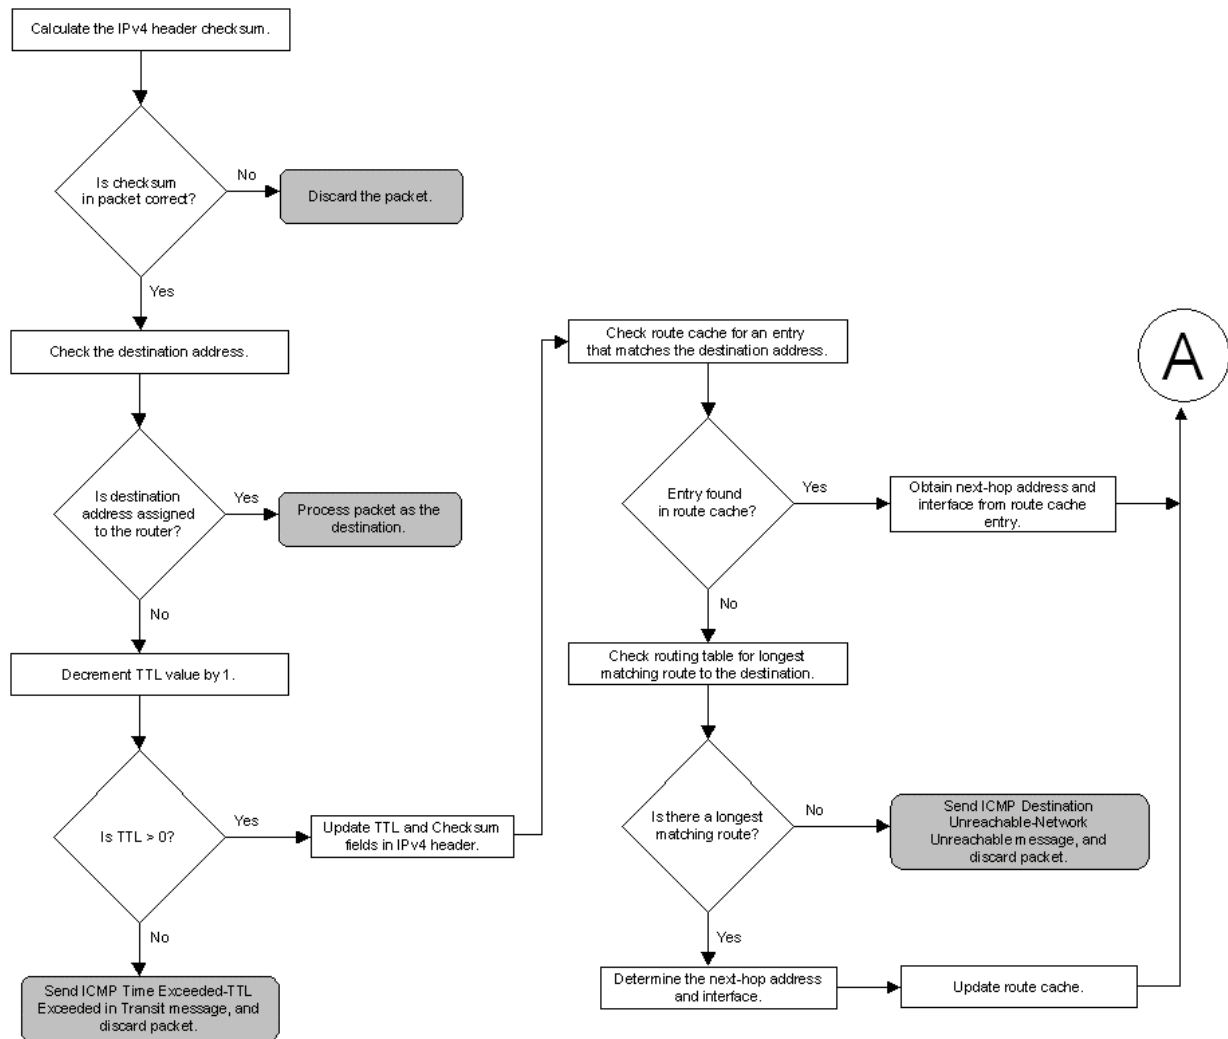 Calculate the IPv4 header checksum.
Is checksum
in packet correct?
No
Discard the packet.
Yes
Check the destination address.
Is destination
address assigned
to the router?
Yes
Process packet as the
destination.
No
Decrement TTL value by 1.
Is TTL > 0?
Yes
Update TTL and Checksum
fields in IPv4 header.
No
Send ICMP Time Exceeded-TTL
Exceeded in Transit message, and
discard packet.
Check route cache for an entry
that matches the destination address.
Entry found
in route cache?
Yes
Obtain next-hop address and
interface from route cache
entry.
No
Check routing table for longest
matching route to the destination.
Is there a longest
matching route?
No
Send ICMP Destination
Unreachable-Network
Unreachable message, and
discard packet.
Yes
Determine the next-hop address
and interface.
Update route cache.
A